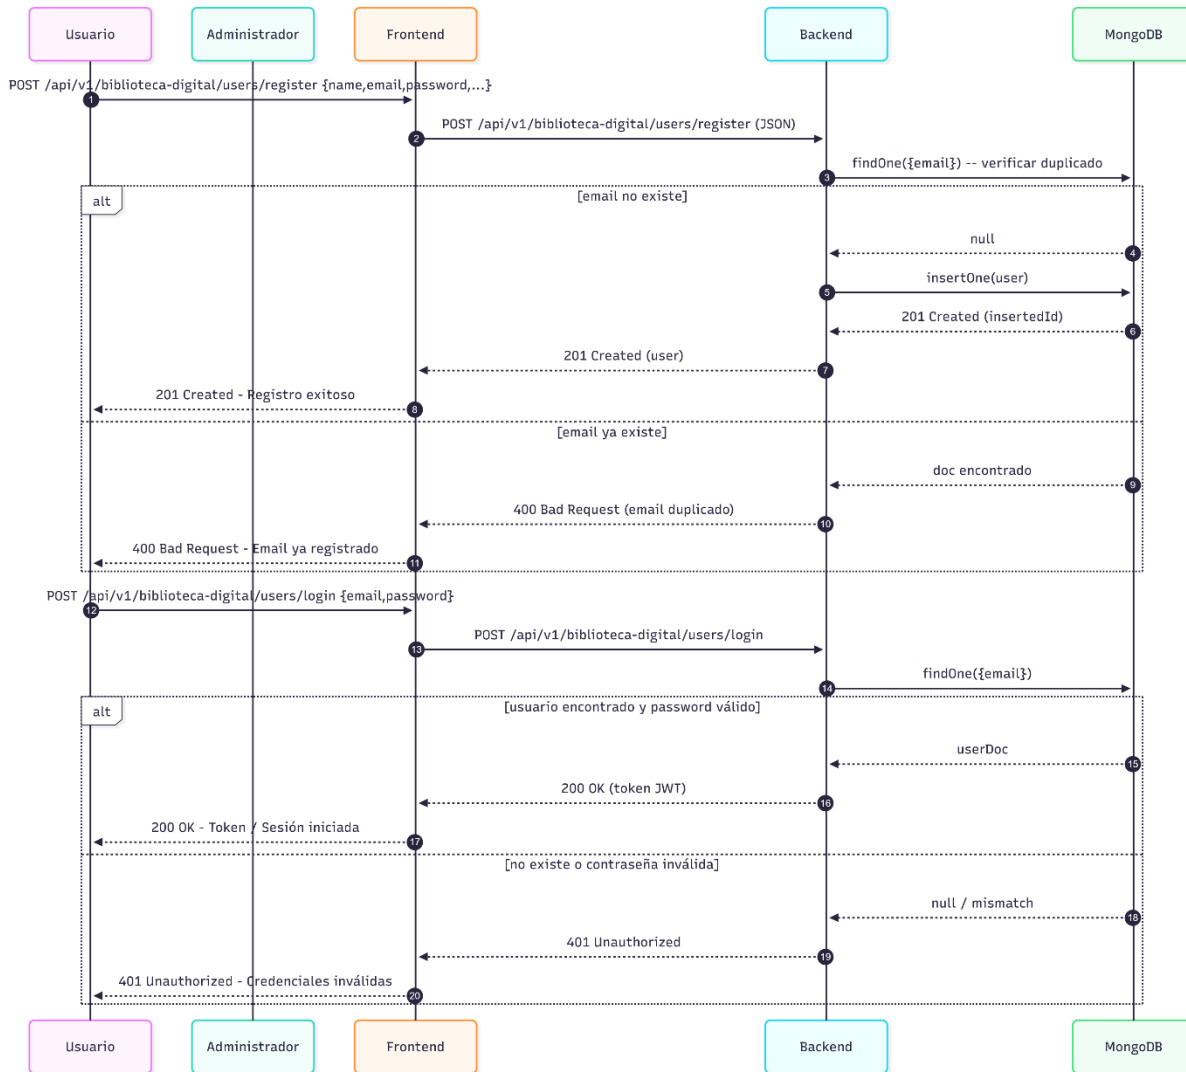 Usuario
Administrador
Frontend
Backend
MongoDB
POST /api/v1/biblioteca-digital/users/register {name,email,password,...}
1
POST /api/v1/biblioteca-digital/users/register (JSON)
2
findOne({email}) -- verificar duplicado
3
alt
[email no existe]
null
4
insertOne(user)
5
201 Created (insertedId)
6
201 Created (user)
7
201 Created - Registro exitoso
8
[email ya existe]
doc encontrado
9
400 Bad Request (email duplicado)
10
400 Bad Request - Email ya registrado
11
POST /api/v1/biblioteca-digital/users/login {email,password}
12
POST /api/v1/biblioteca-digital/users/login
13
findOne({email})
14
alt
[usuario encontrado y password válido]
userDoc
15
200 OK (token JWT)
16
200 OK - Token / Sesión iniciada
17
[no existe o contraseña inválida]
null / mismatch
18
401 Unauthorized
19
401 Unauthorized - Credenciales inválidas
20
Usuario
Administrador
Frontend
Backend
MongoDB